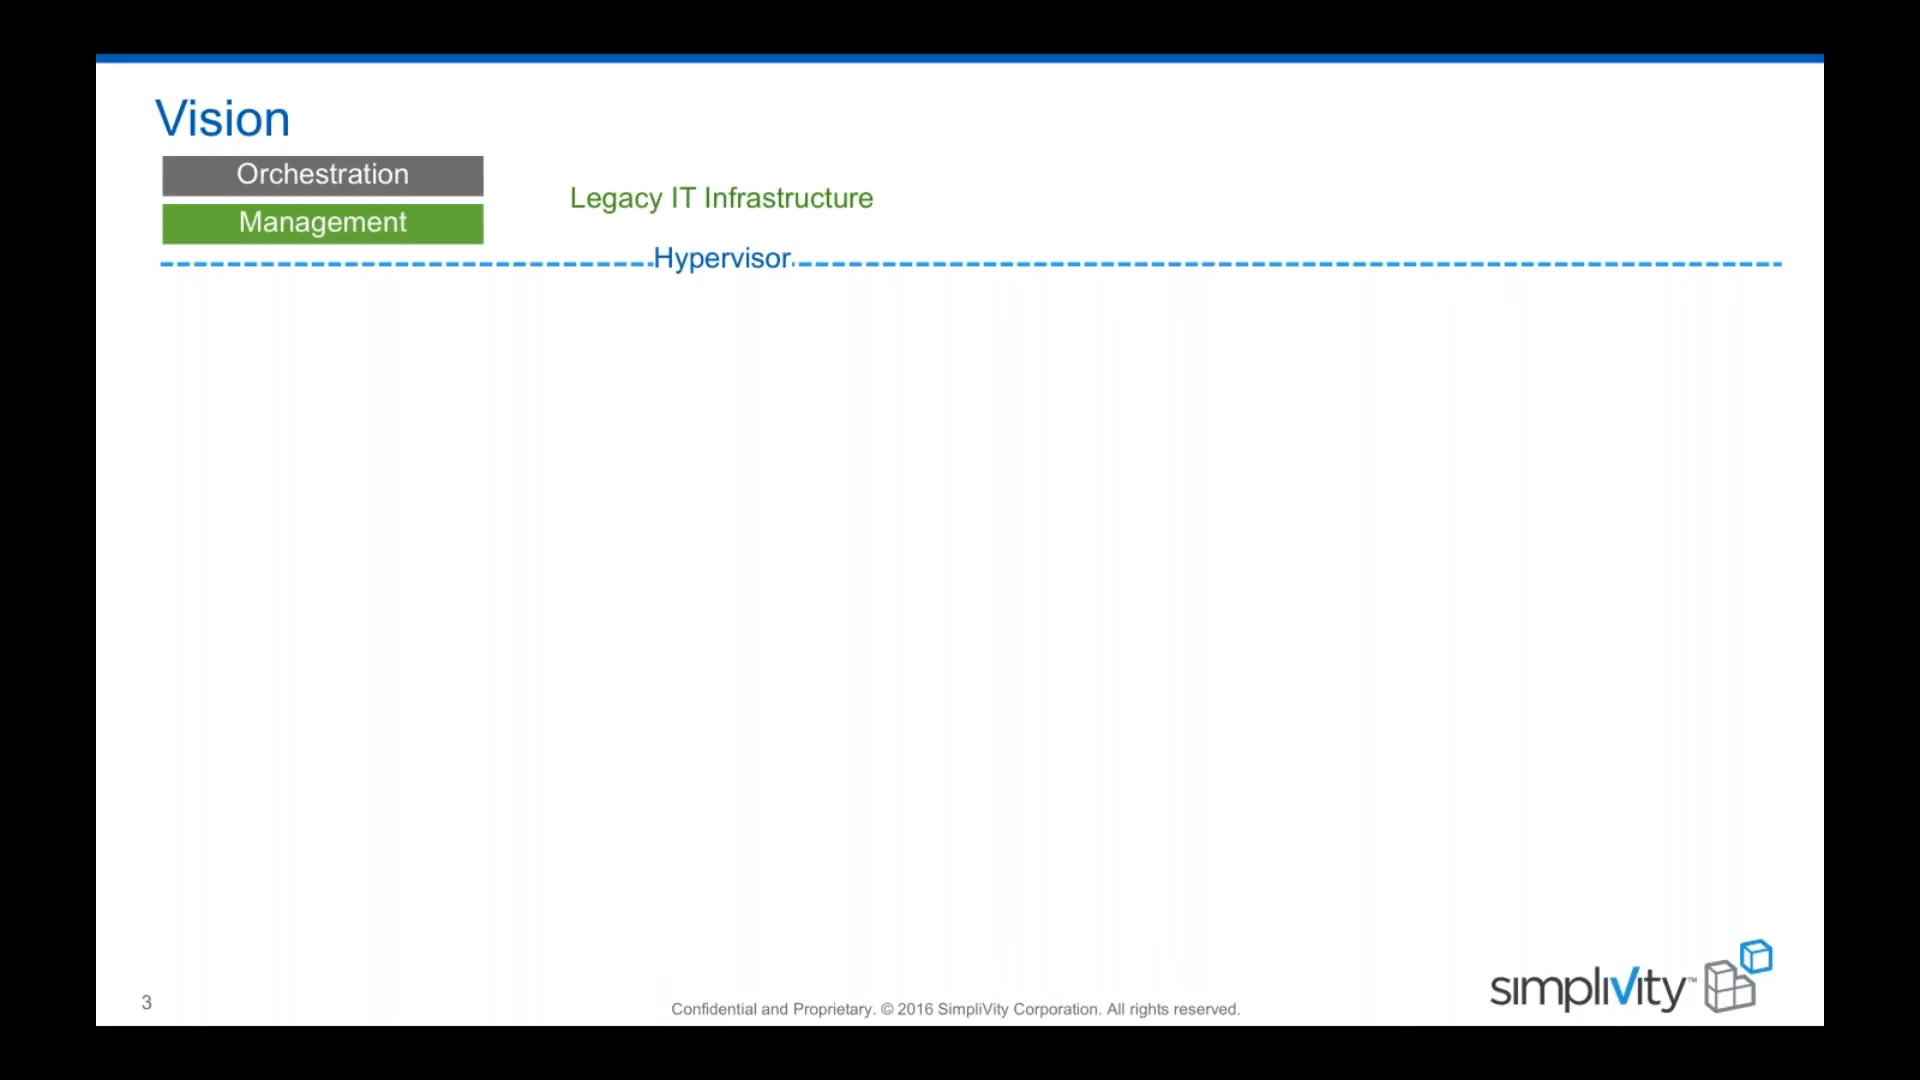 Vision
Orchestration
Management
Legacy IT Infrastructure
Hypervisor
3
Confidential and Proprietary. © 2016 SimpliVity Corporation. All rights reserved.
simpliVity™